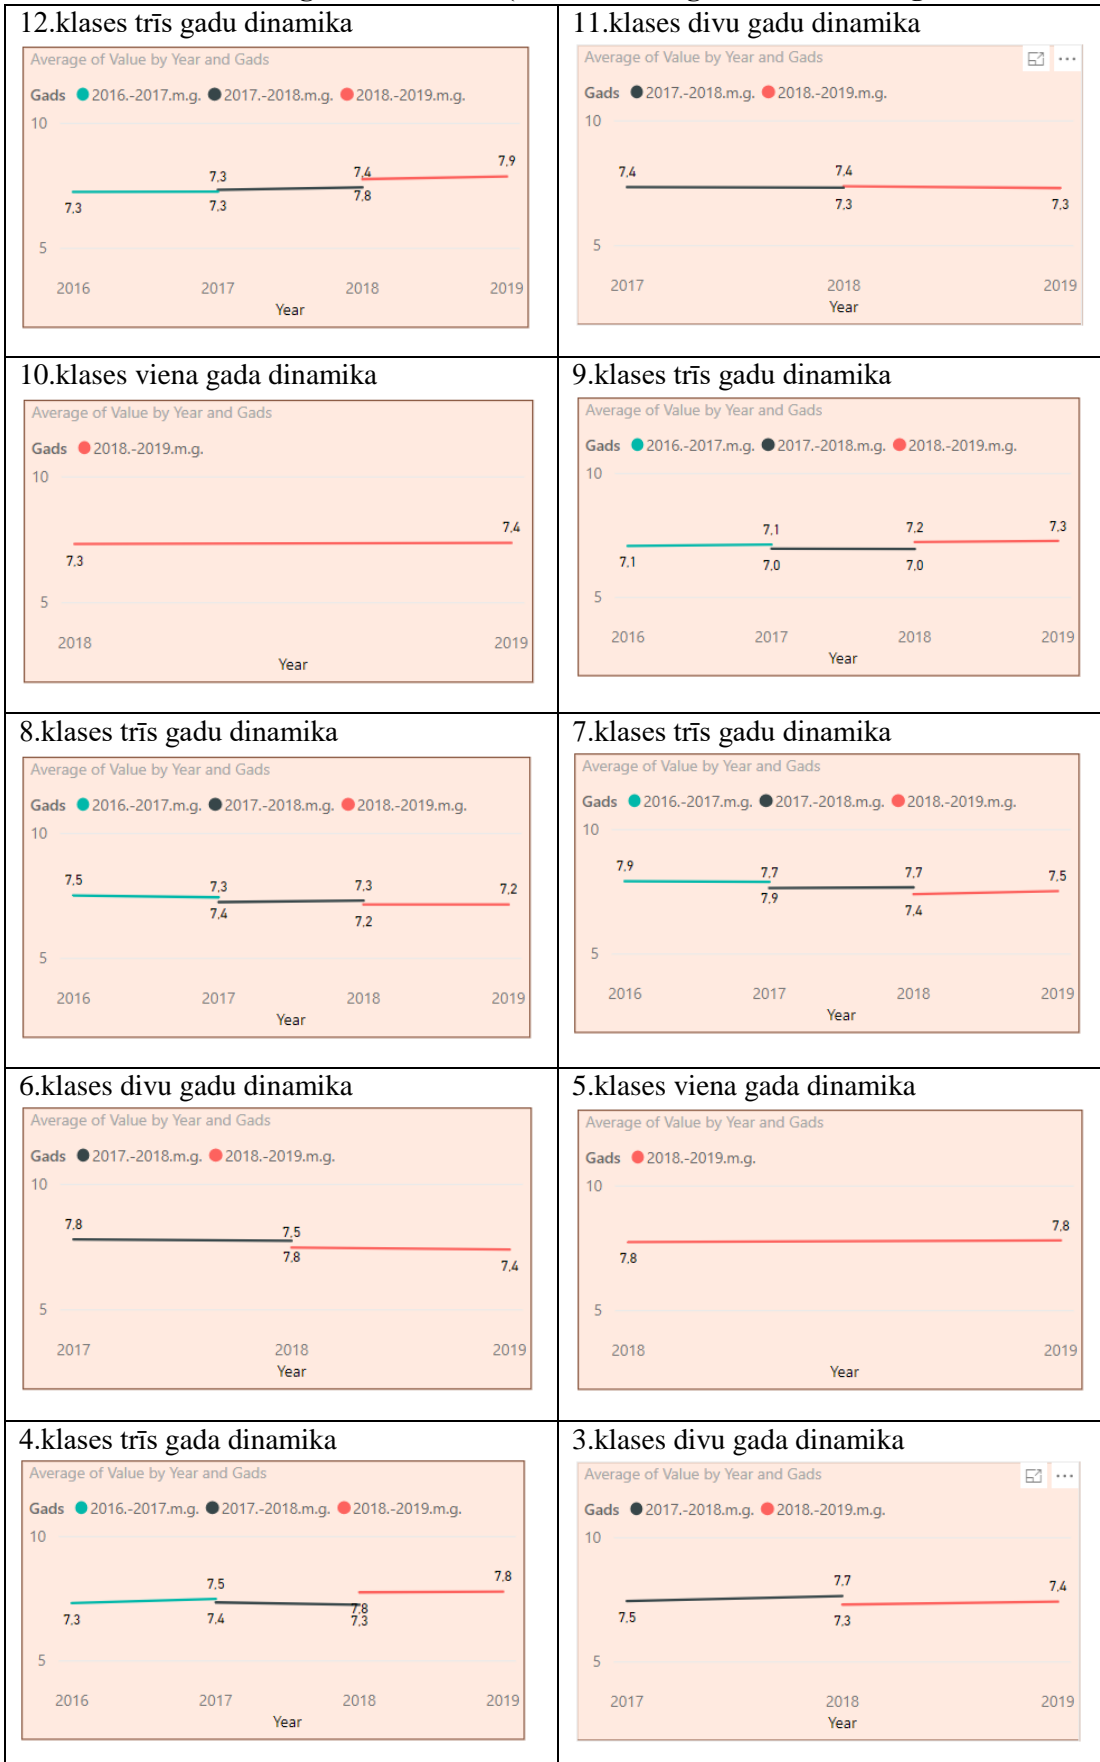 12.klases trīs gadu dinamika
Average of Value by Year and Gads
Gads 2016.-2017.m.g. 2017.-2018.m.g. 2018.-2019.m.g.
10
7,3 7,4 7,9
7,3 7,3 7,8
5
2016 2017 2018 2019
Year
11.klases divu gadu dinamika
Average of Value by Year and Gads
Gads 2017.-2018.m.g. 2018.-2019.m.g.
10
7,4 7,4
7,3 7,3
5
2017 2018 2019
Year
10.klases viena gada dinamika
Average of Value by Year and Gads
Gads 2018.-2019.m.g.
10
7,4
7,3
5
2018 2019
Year
9.klases trīs gadu dinamika
Average of Value by Year and Gads
Gads 2016.-2017.m.g. 2017.-2018.m.g. 2018.-2019.m.g.
10
7,1 7,2 7,3
7,1 7,0 7,0
5
2016 2017 2018 2019
Year
8.klases trīs gadu dinamika
Average of Value by Year and Gads
Gads 2016.-2017.m.g. 2017.-2018.m.g. 2018.-2019.m.g.
10
7,5 7,3 7,3 7,2
7,4 7,2
5
2016 2017 2018 2019
Year
7.klases trīs gadu dinamika
Average of Value by Year and Gads
Gads 2016.-2017.m.g. 2017.-2018.m.g. 2018.-2019.m.g.
10
7,9 7,7 7,7 7,5
7,9 7,4
5
2016 2017 2018 2019
Year
6.klases divu gadu dinamika
Average of Value by Year and Gads
Gads 2017.-2018.m.g. 2018.-2019.m.g.
10
7,8 7,5
7,8 7,4
5
2017 2018 2019
Year
5.klases viena gada dinamika
Average of Value by Year and Gads
Gads 2018.-2019.m.g.
10
7,8
7,8
5
2018 2019
Year
4.klases trīs gada dinamika
Average of Value by Year and Gads
Gads 2016.-2017.m.g. 2017.-2018.m.g. 2018.-2019.m.g.
10
7,5 7,8
7,8
7,3 7,4 7,3
5
2016 2017 2018 2019
Year
3.klases divu gada dinamika
Average of Value by Year and Gads
Gads 2017.-2018.m.g. 2018.-2019.m.g.
10
7,7 7,4
7,5 7,3
5
2017 2018 2019
Year